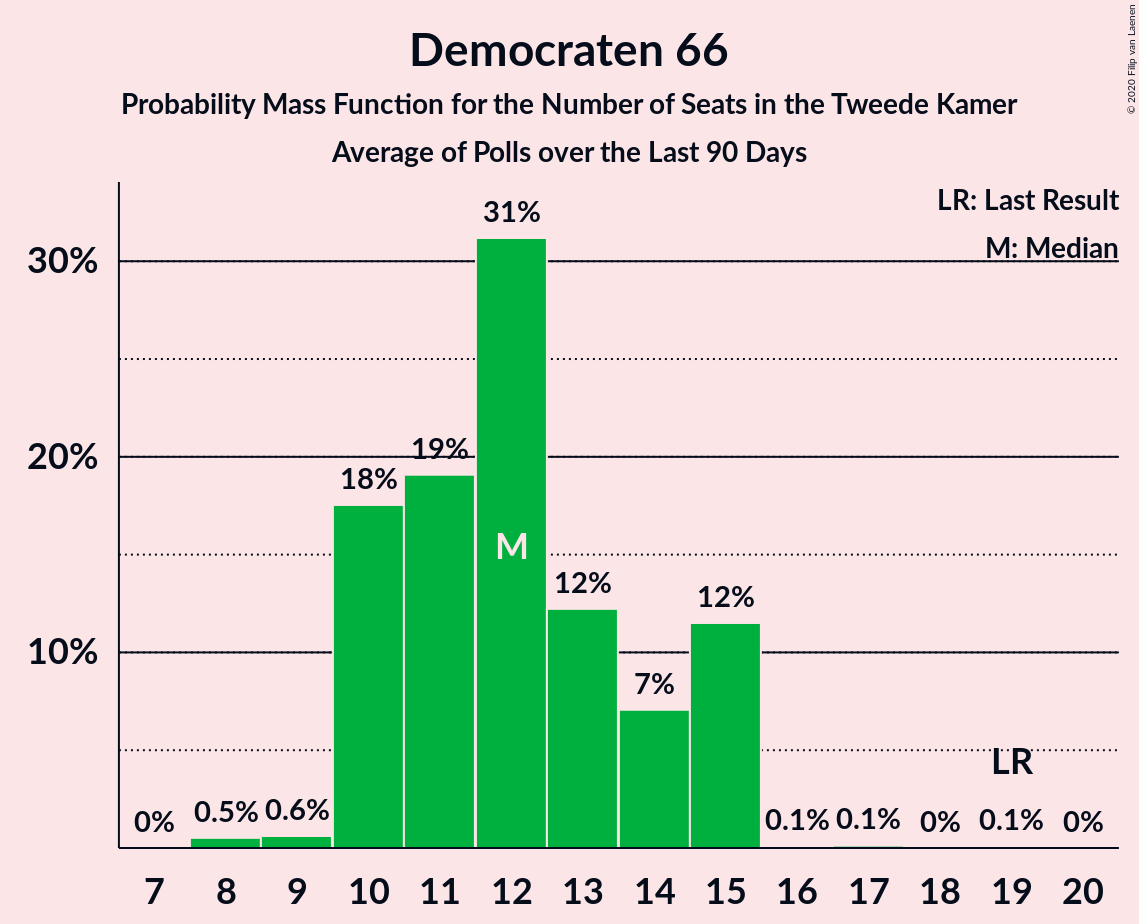 Democraten 66
Probability Mass Function for the Number of Seats in the Tweede Kamer
Average of Polls over the Last 90 Days
© 2020 Filip van Laenen
LR: Last Result
M: Median
30%
20%
10%
0%
0.5%
0.6%
18%
19%
31%
M
12%
7%
12%
0.1%
0.1%
0%
LR
0.1%
0%
7 8 9 10 11 12 13 14 15 16 17 18 19 20